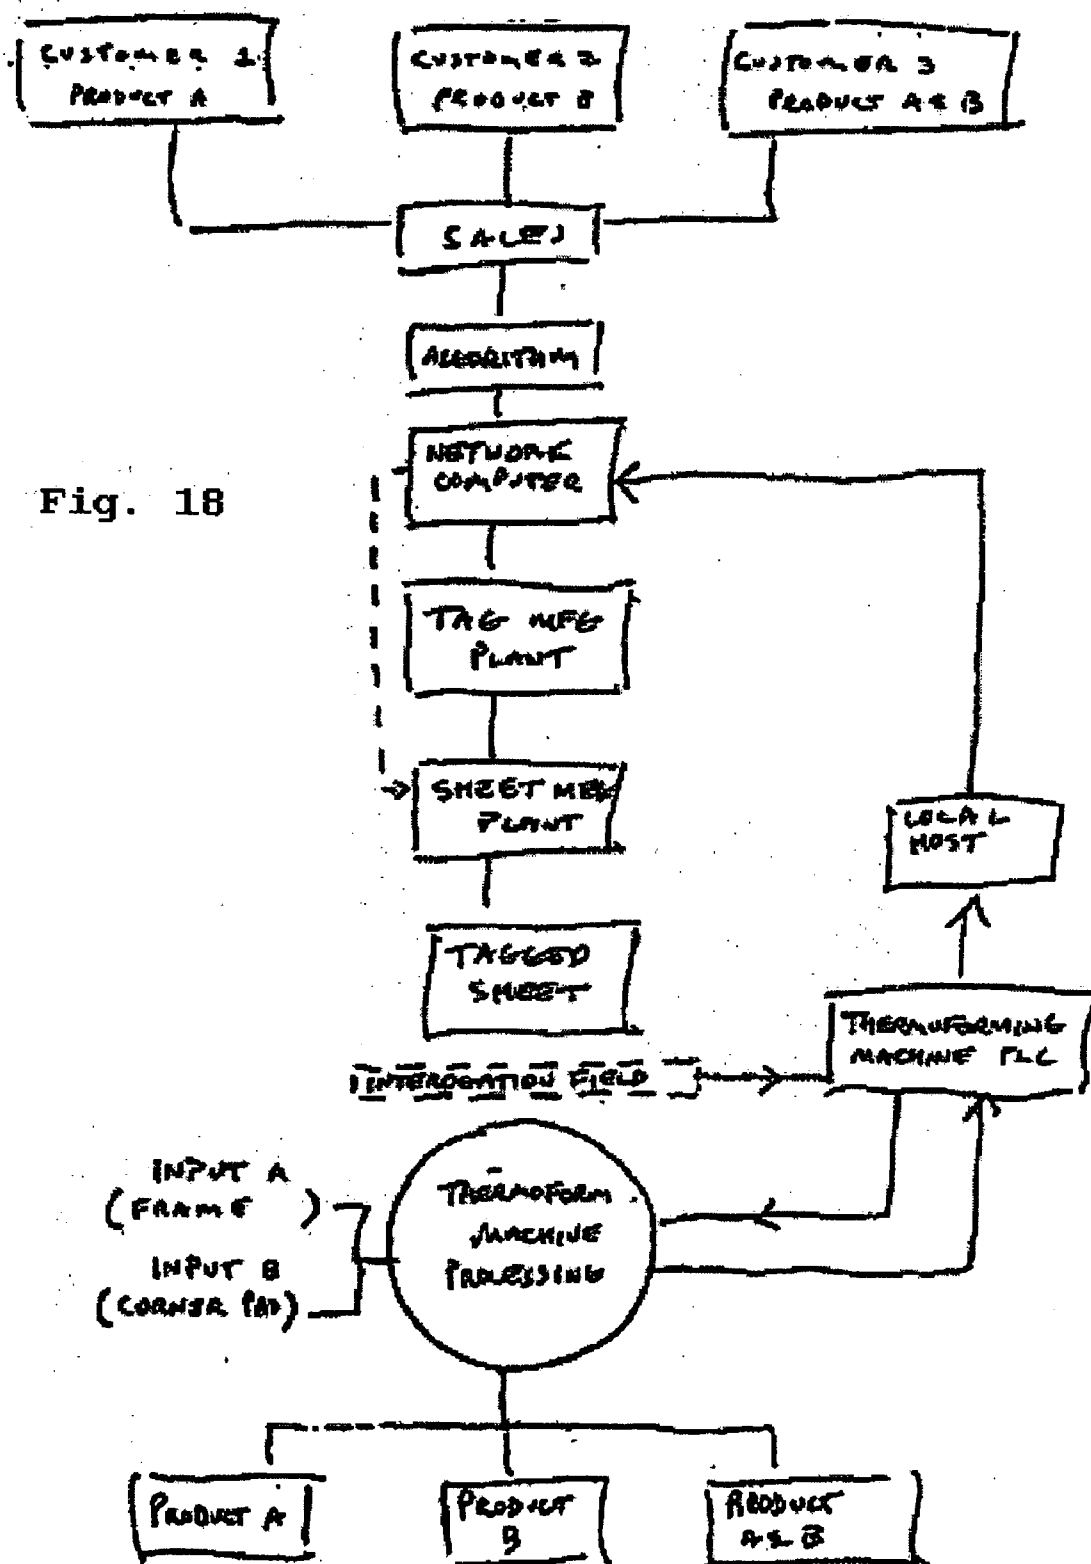 CUSTOMER 1
PRODUCT A
CUSTOMER 2
PRODUCT B
CUSTOMER 3
PRODUCT A & B
SALES
ALGORITHM
NETWORK
COMPUTER
Fig. 18
TAG MFG
PLANT
SHEET MFG
PLANT
LOCAL
HOST
TAGGED
SHEET
THERMOFORMING
MACHINE PLC
INTEROGATION FIELD
INPUT A
(FRAME)
INPUT B
(CORNER PAD)
THERMOFORM
MACHINE
PROCESSING
PRODUCT A
PRODUCT
B
PRODUCT
A & B